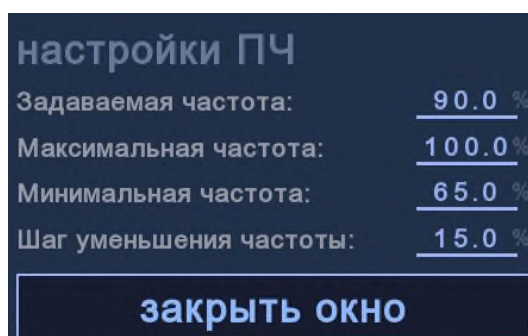 настройки ПЧ
Задаваемая частота: 90.0 %
Максимальная частота: 100.0%
Минимальная частота: 65.0 %
Шаг уменьшения частоты: 15.0 %
закрыть окно